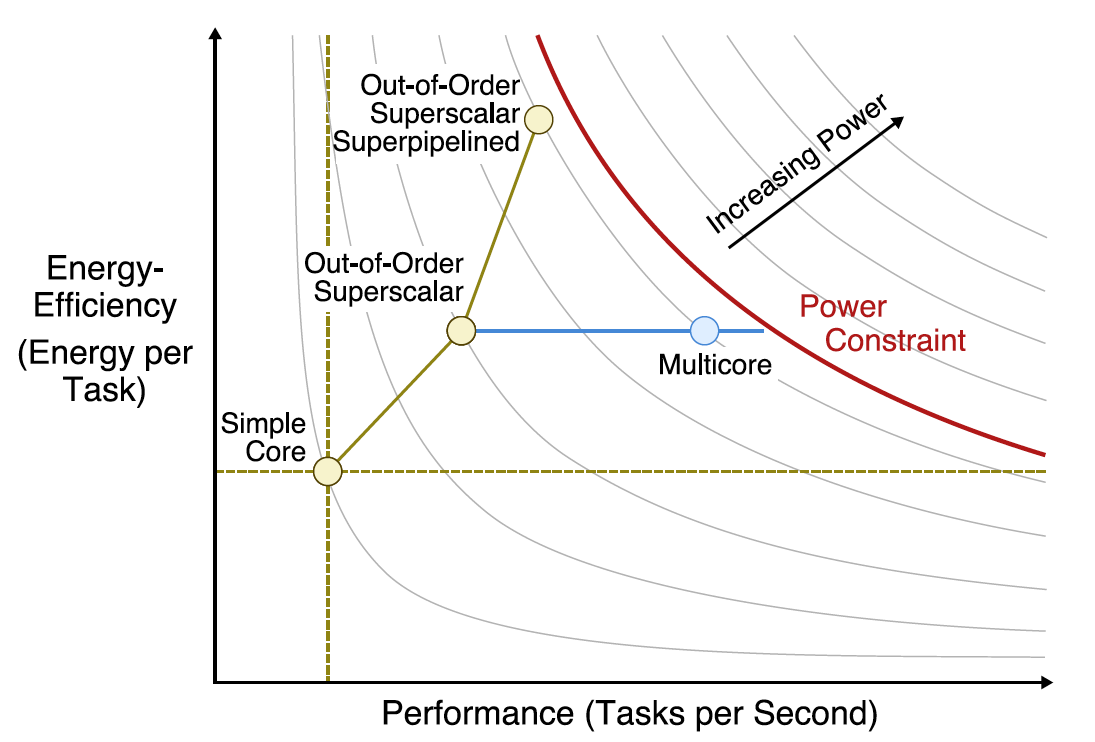 Out-of-Order
Superscalar
Superpipelined
Increasing Power
Energy-
Efficiency
(Energy per
Task)
Out-of-Order
Superscalar
Power
Constraint
Multicore
Simple
Core
Performance (Tasks per Second)